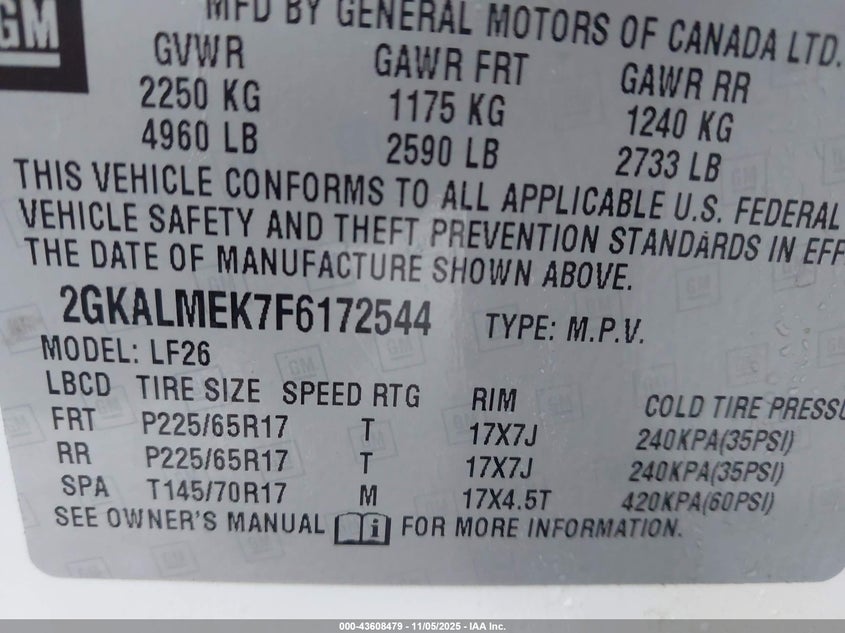 GM
MFD BY GENERAL MOTORS OF CANADA LTD.
GVWR GAWR FRT GAWR RR
2250 KG 1175 KG 1240 KG
4960 LB 2590 LB 2733 LB
THIS VEHICLE CONFORMS TO ALL APPLICABLE U.S. FEDERAL
VEHICLE SAFETY AND THEFT PREVENTION STANDARDS IN EFF
THE DATE OF MANUFACTURE SHOWN ABOVE.
2GKALMEK7F6172544 TYPE: M.P.V.
MODEL: LF26
LBCD TIRE SIZE SPEED RTG RIM COLD TIRE PRESSU
FRT P225/65R17 T 17X7J 240KPA(35PSI)
RR P225/65R17 T 17X7J 240KPA(35PSI)
SPA T145/70R17 M 17X4.5T 420KPA(60PSI)
SEE OWNER'S MANUAL i FOR MORE INFORMATION.
000-43608479 - 11/05/2025 - IAA Inc.